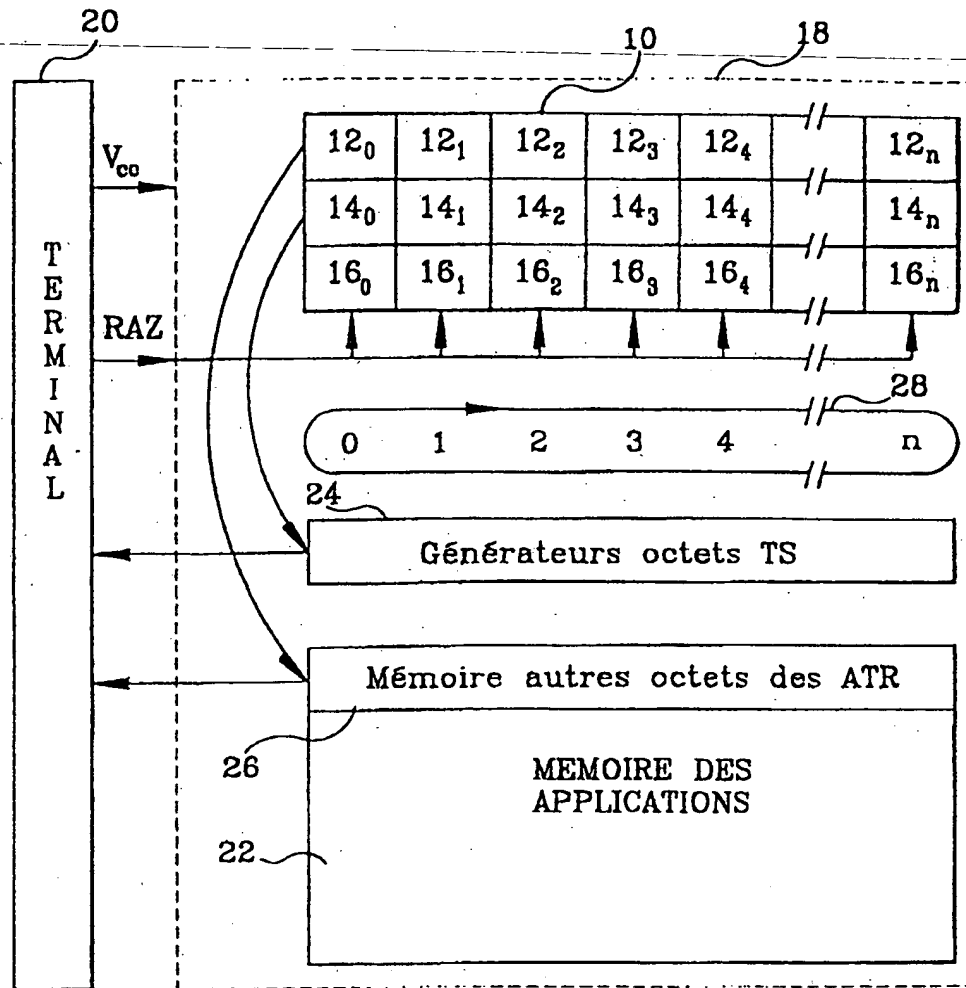 20
10
18
V_cc
TERMINAL
12₀ 12₁ 12₂ 12₃ 12₄ 12ₙ
14₀ 14₁ 14₂ 14₃ 14₄ 14ₙ
16₀ 16₁ 16₂ 16₃ 16₄ 16ₙ
RAZ
28
0 1 2 3 4 n
24
Générateurs octets TS
Mémoire autres octets des ATR
26
MEMOIRE DES
APPLICATIONS
22